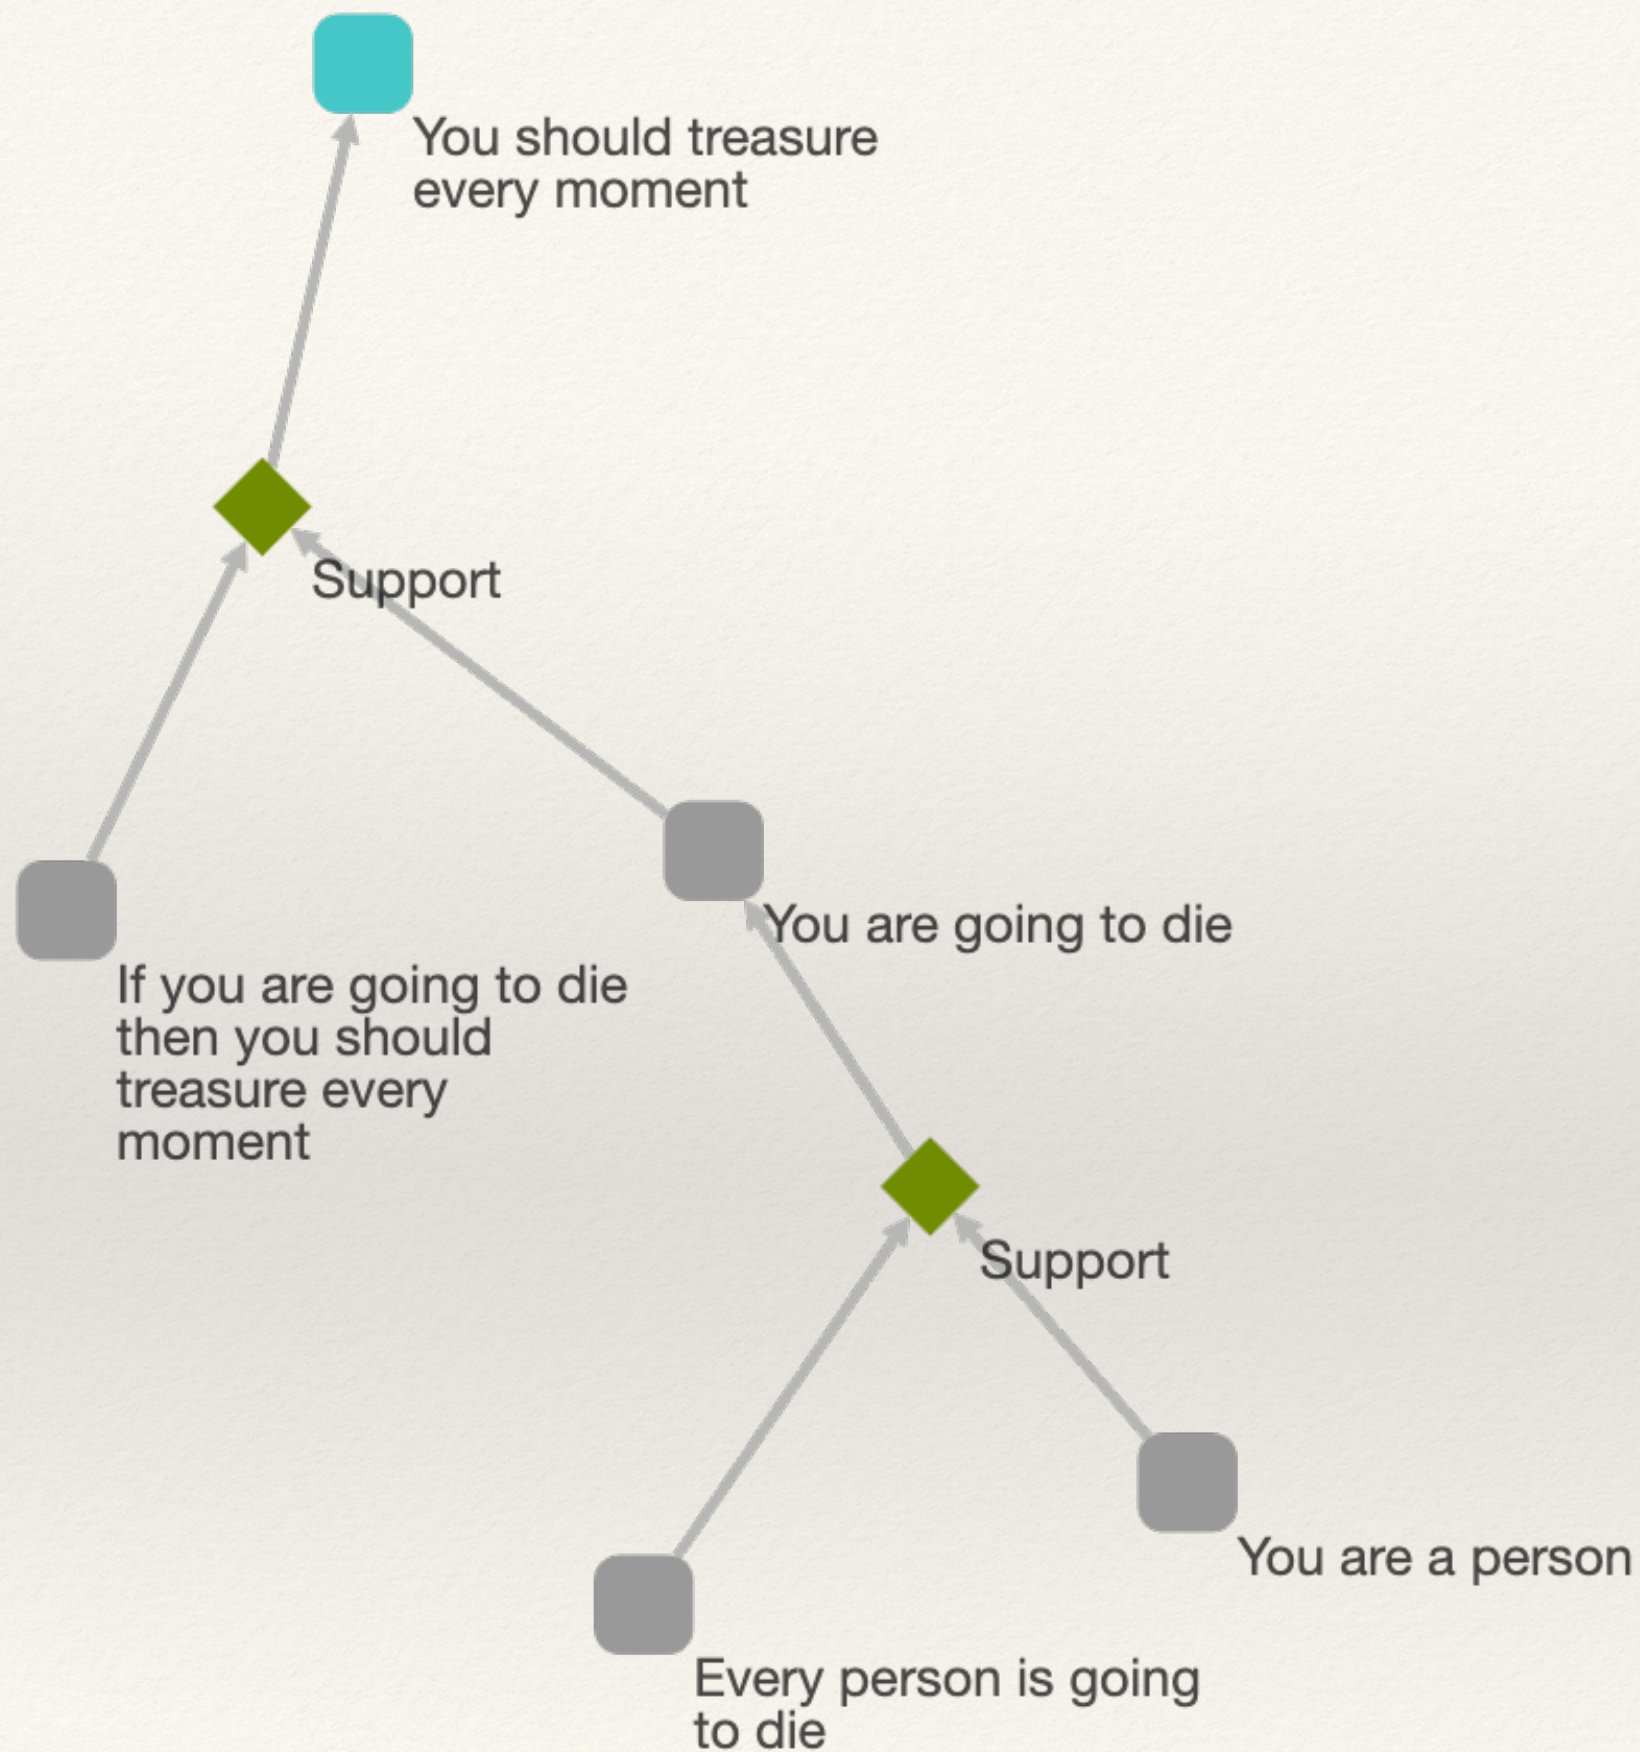 You should treasure
every moment
Support
You are going to die
If you are going to die
then you should
treasure every
moment
Support
You are a person
Every person is going
to die